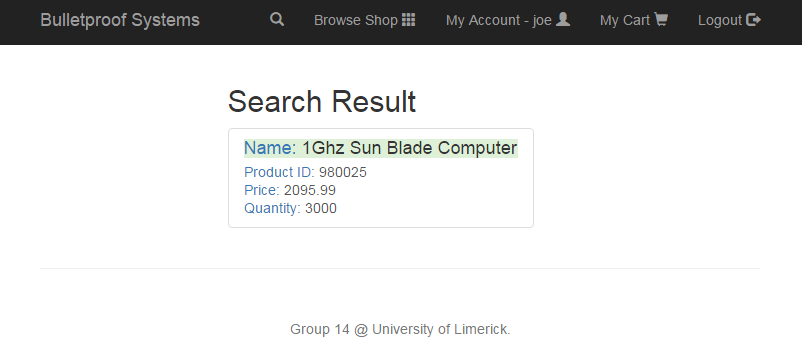 Bulletproof Systems Browse Shop My Account - joe My Cart Logout
Search Result
Name: 1Ghz Sun Blade Computer
Product ID: 980025
Price: 2095.99
Quantity: 3000
Group 14 @ University of Limerick.